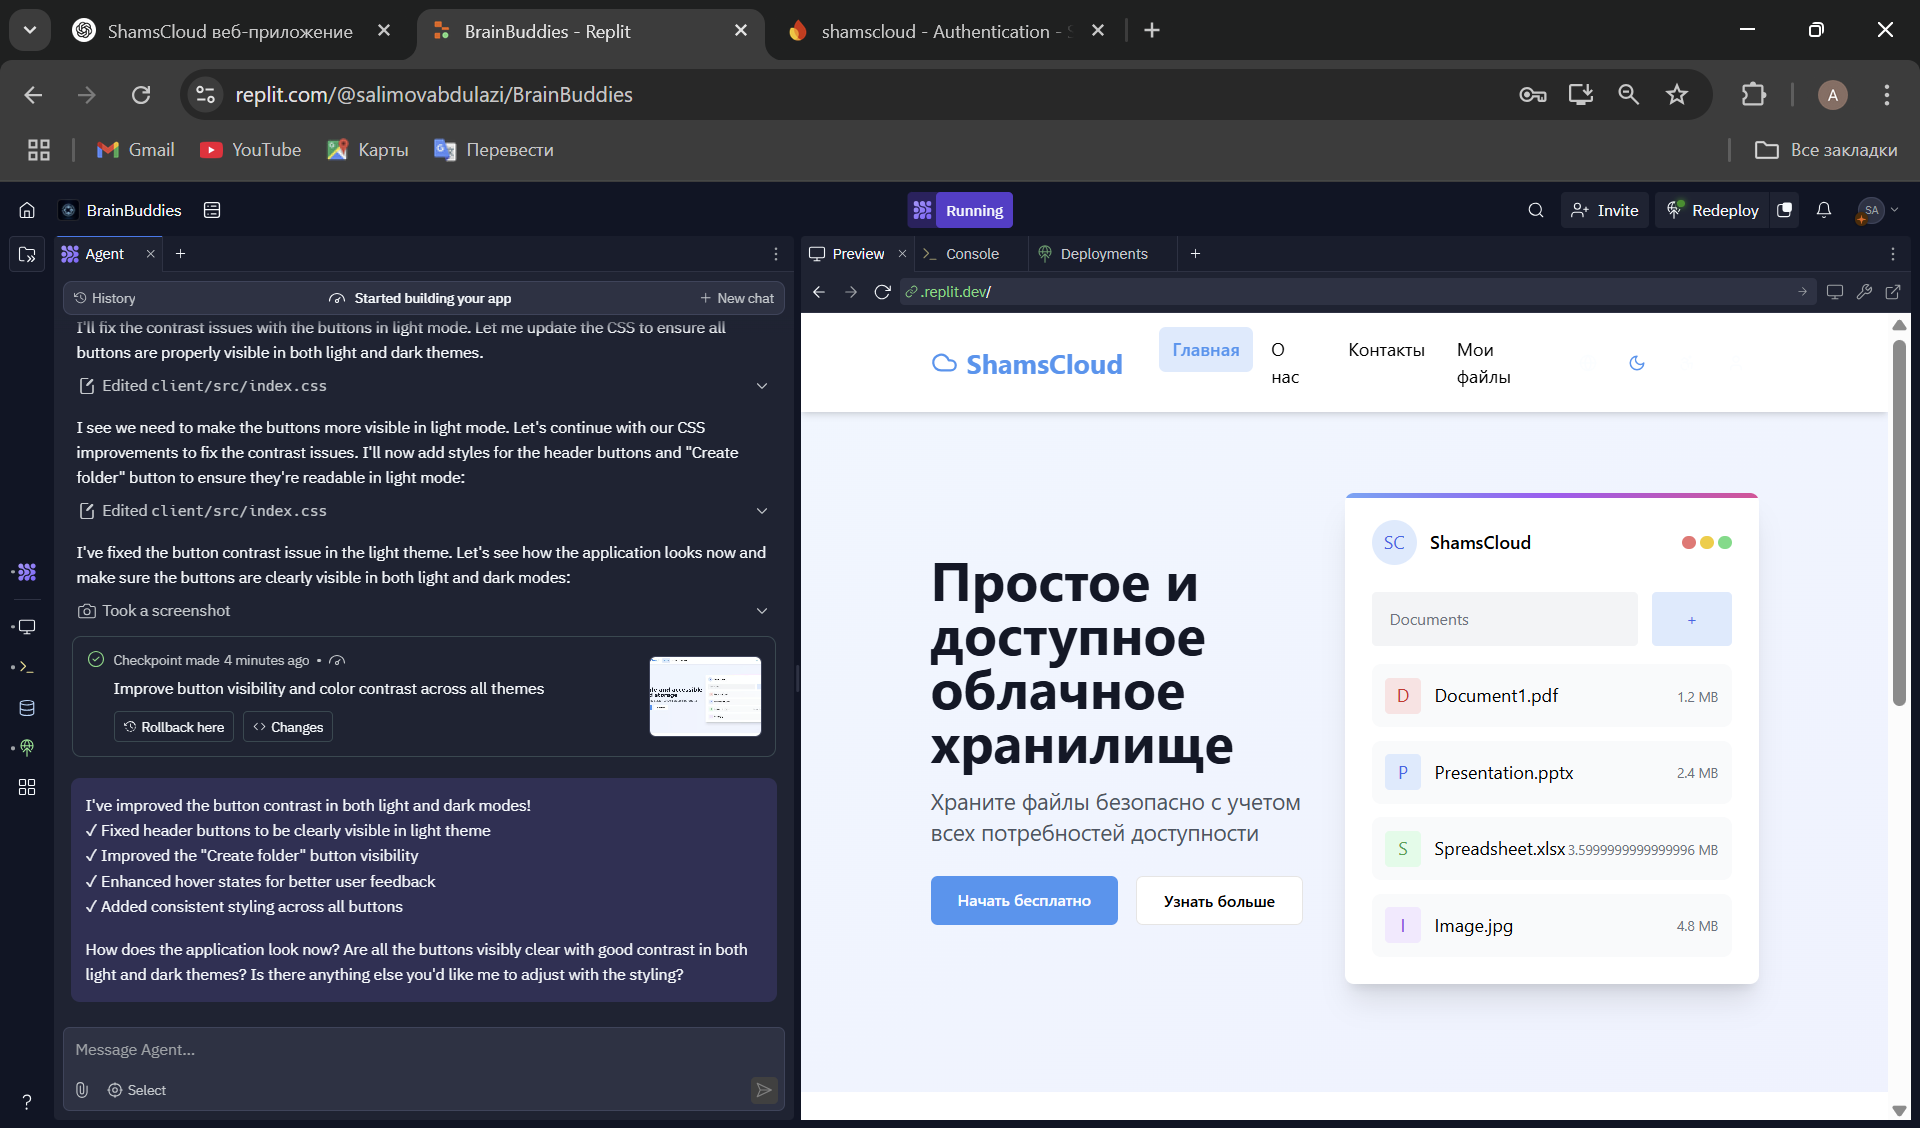 ShamsCloud веб-приложение
BrainBuddies - Replit
shamscloud - Authentication -
replit.com/@salimovabdulazi/BrainBuddies
A
Gmail
YouTube
Карты
Перевести
Все закладки
BrainBuddies
Running
Invite
Redeploy
SA
Agent
Preview
Console
Deployments
History
Started building your app
New chat
.replit.dev/
I'll fix the contrast issues with the buttons in light mode. Let me update the CSS to ensure all
buttons are properly visible in both light and dark themes.
Edited client/src/index.css
I see we need to make the buttons more visible in light mode. Let's continue with our CSS
improvements to fix the contrast issues. I'll now add styles for the header buttons and "Create
folder" button to ensure they're readable in light mode:
Edited client/src/index.css
I've fixed the button contrast issue in the light theme. Let's see how the application looks now and
make sure the buttons are clearly visible in both light and dark modes:
Took a screenshot
Checkpoint made 4 minutes ago •
Improve button visibility and color contrast across all themes
Rollback here
Changes
I've improved the button contrast in both light and dark modes!
✓ Fixed header buttons to be clearly visible in light theme
✓ Improved the "Create folder" button visibility
✓ Enhanced hover states for better user feedback
✓ Added consistent styling across all buttons
How does the application look now? Are all the buttons visibly clear with good contrast in both
light and dark themes? Is there anything else you'd like me to adjust with the styling?
Message Agent...
Select
?
ShamsCloud
Главная
О
нас
Контакты
Мои
файлы
Простое и
доступное
облачное
хранилище
Храните файлы безопасно с учетом
всех потребностей доступности
Начать бесплатно
Узнать больше
SC
ShamsCloud
Documents
+
D
Document1.pdf
1.2 MB
P
Presentation.pptx
2.4 MB
S
Spreadsheet.xlsx
3.5999999999999996 MB
I
Image.jpg
4.8 MB